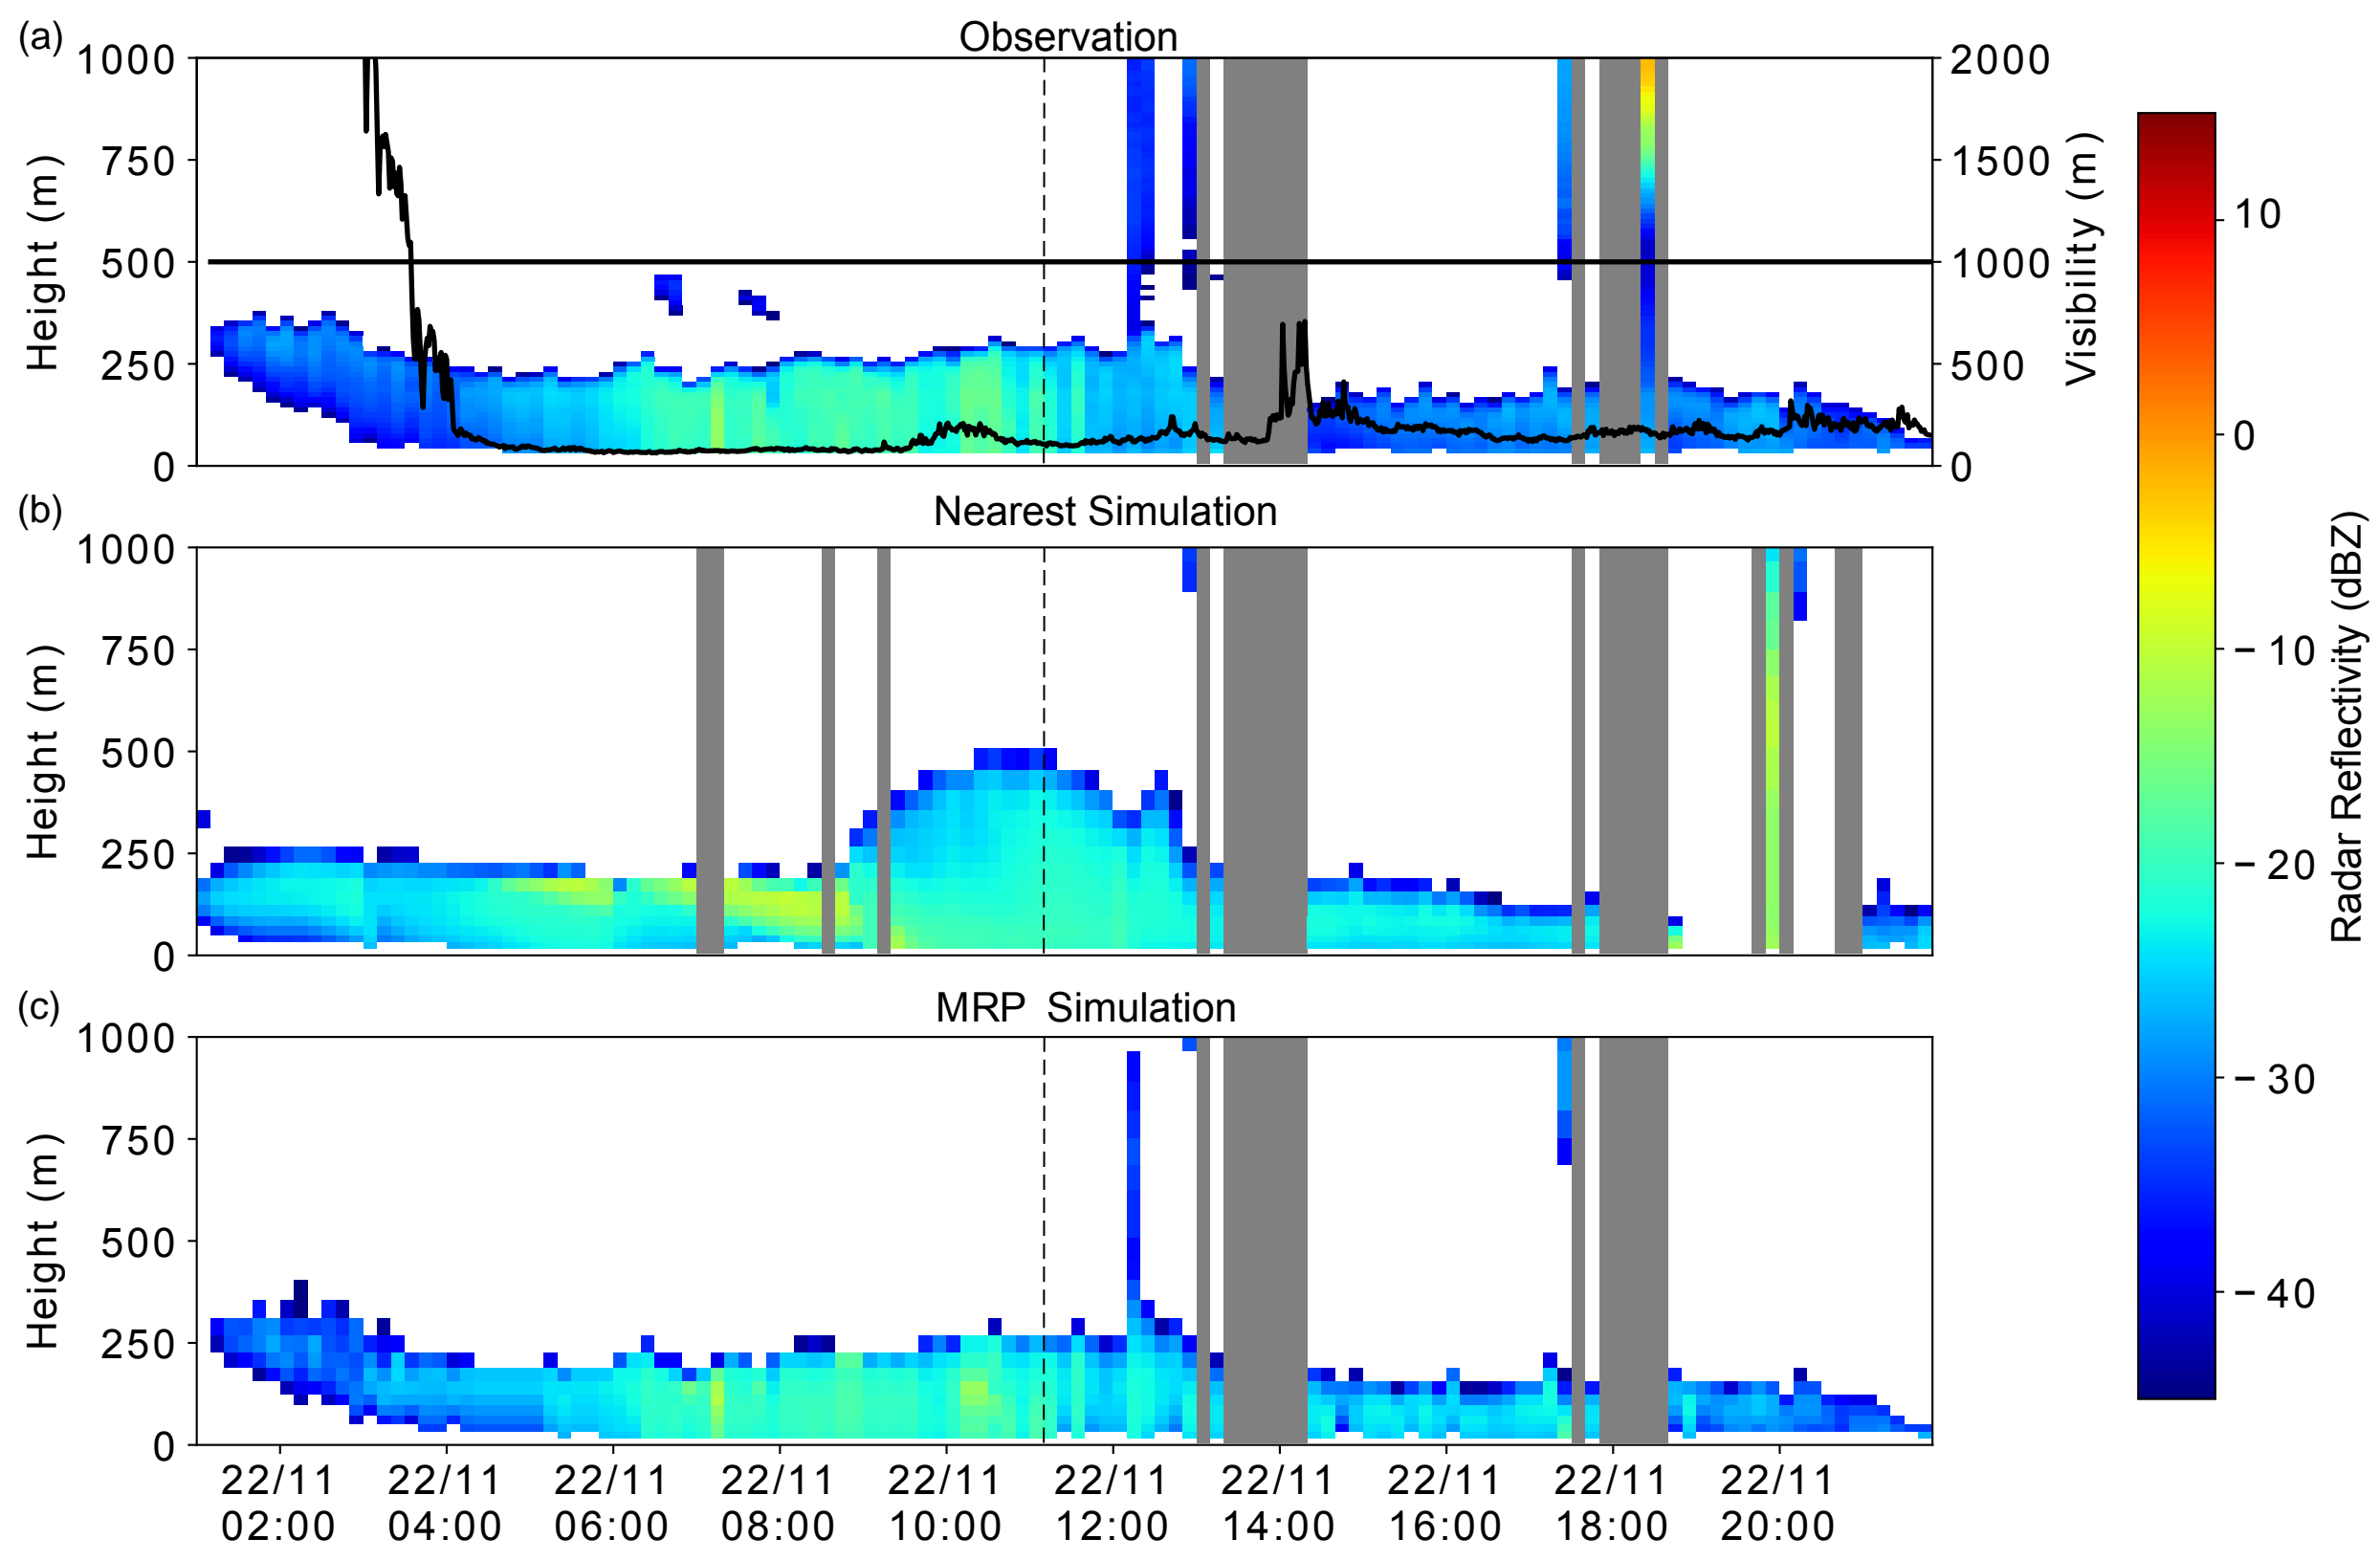 (a)
Observation
1000
750
500
250
0
Height (m)
2000
1500
1000
500
0
Visibility (m)
(b)
Nearest Simulation
1000
750
500
250
0
Height (m)
(c)
MRP Simulation
1000
750
500
250
0
Height (m)
22/11 22/11 22/11 22/11 22/11 22/11 22/11 22/11 22/11 22/11
02:00 04:00 06:00 08:00 10:00 12:00 14:00 16:00 18:00 20:00
10
0
−10
−20
−30
−40
Radar Reflectivity (dBZ)